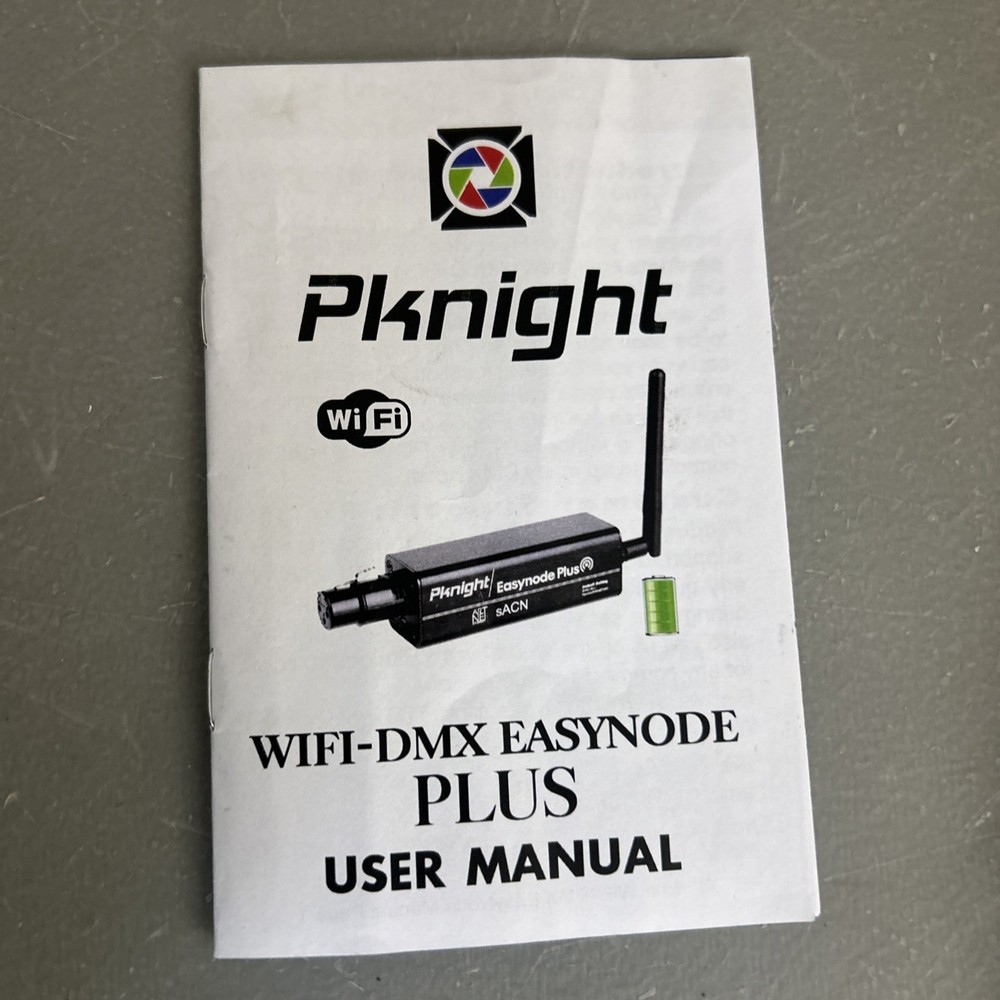 Pknight
WiFi
Pknight / Easynode Plus
ART NET sACN
WIFI-DMX EASYNODE
PLUS
USER MANUAL